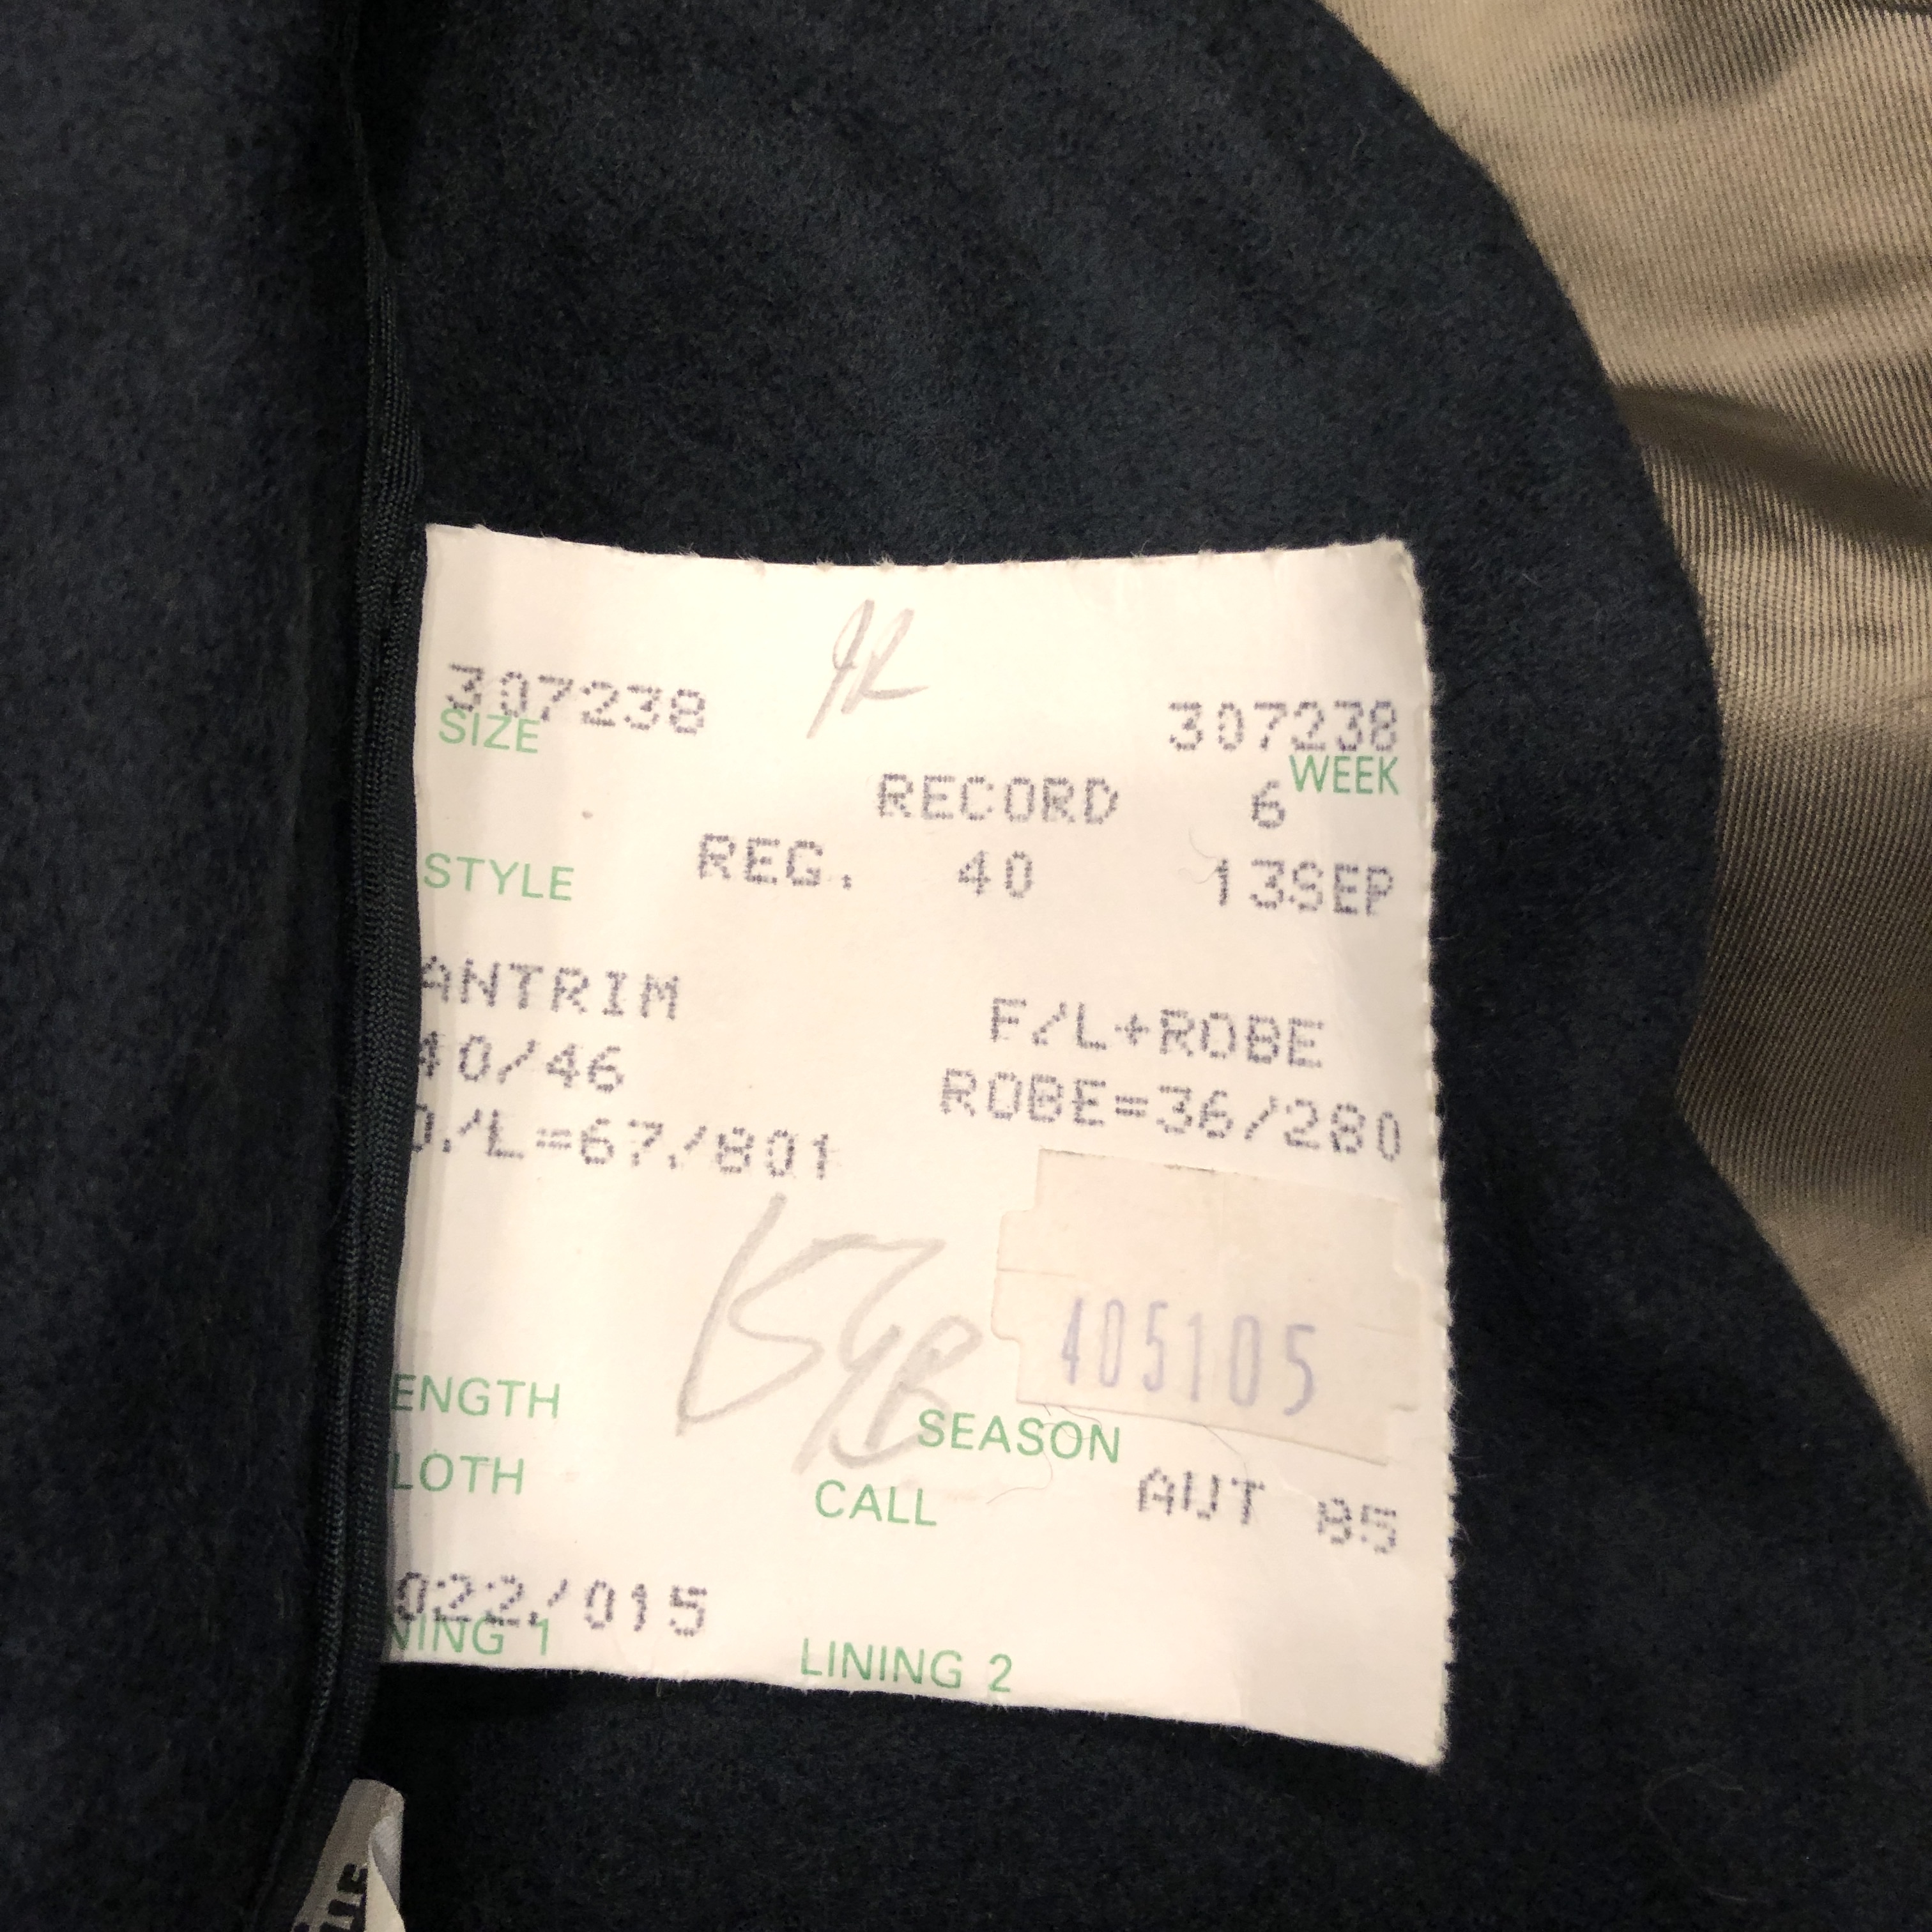 307238 307238
SIZE WEEK
RECORD 6
REG. 40 13SEP
STYLE
ANTRIM F/L+ROBE
40/46 ROBE=36/280
O/L=67/801
405105
ENGTH SEASON
LOTH CALL AUT 85
022/015
NING 1 LINING 2